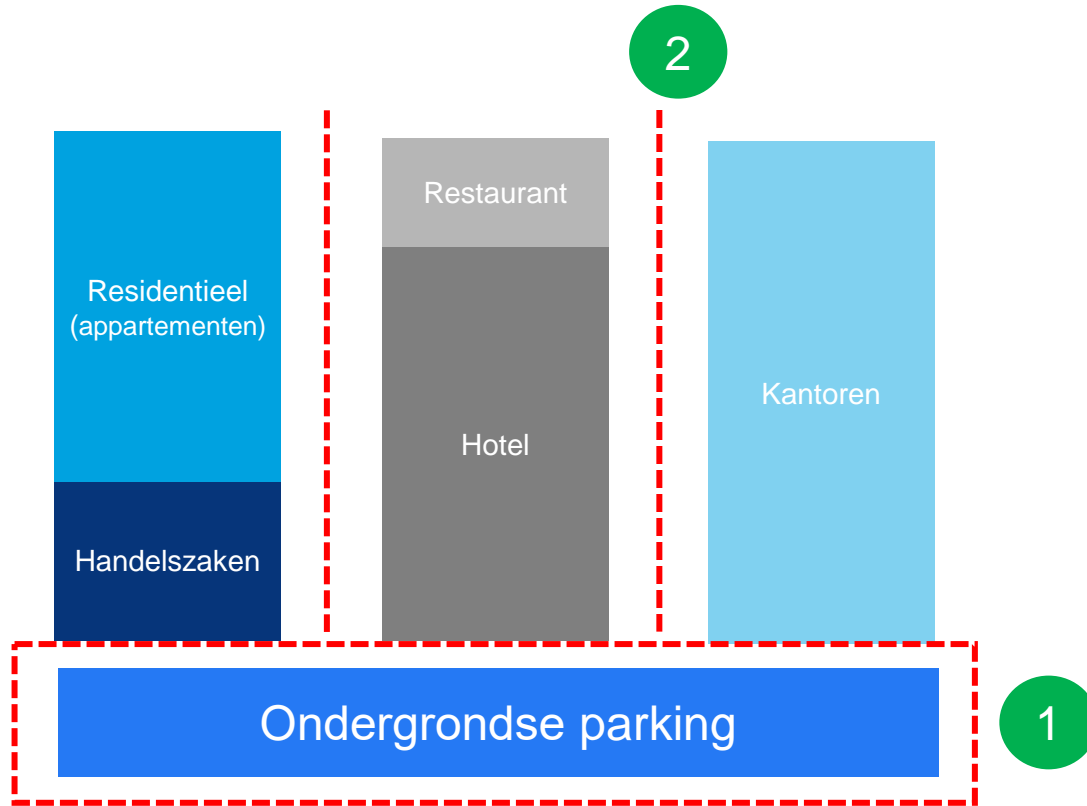 2
Restaurant
Residentieel
(appartementen)
Kantoren
Hotel
Handelszaken
Ondergrondse parking
1